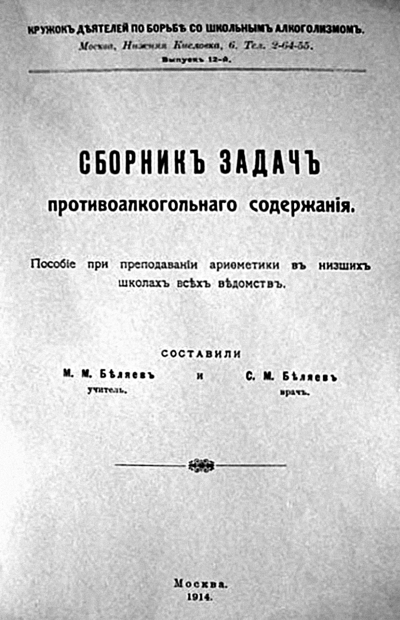 КРУЖОКЪ ДѢЯТЕЛЕЙ ПО БОРЬБѢ СО ШКОЛЬНЫМЪ АЛКОГОЛИЗМОМЪ.
Москва, Нижняя Кисловка, 6. Тел. 2-64-55.
Выпускъ 12-й.
СБОРНИКЪ ЗАДАЧЪ
противоалкогольнаго содержанія.
Пособіе при преподаваніи ариѳметики въ низшихъ
школахъ всѣхъ вѣдомствъ.
СОСТАВИЛИ
М. М. Бѣляевъ и С. М. Бѣляев
учитель. врачъ.
Москва.
1914.